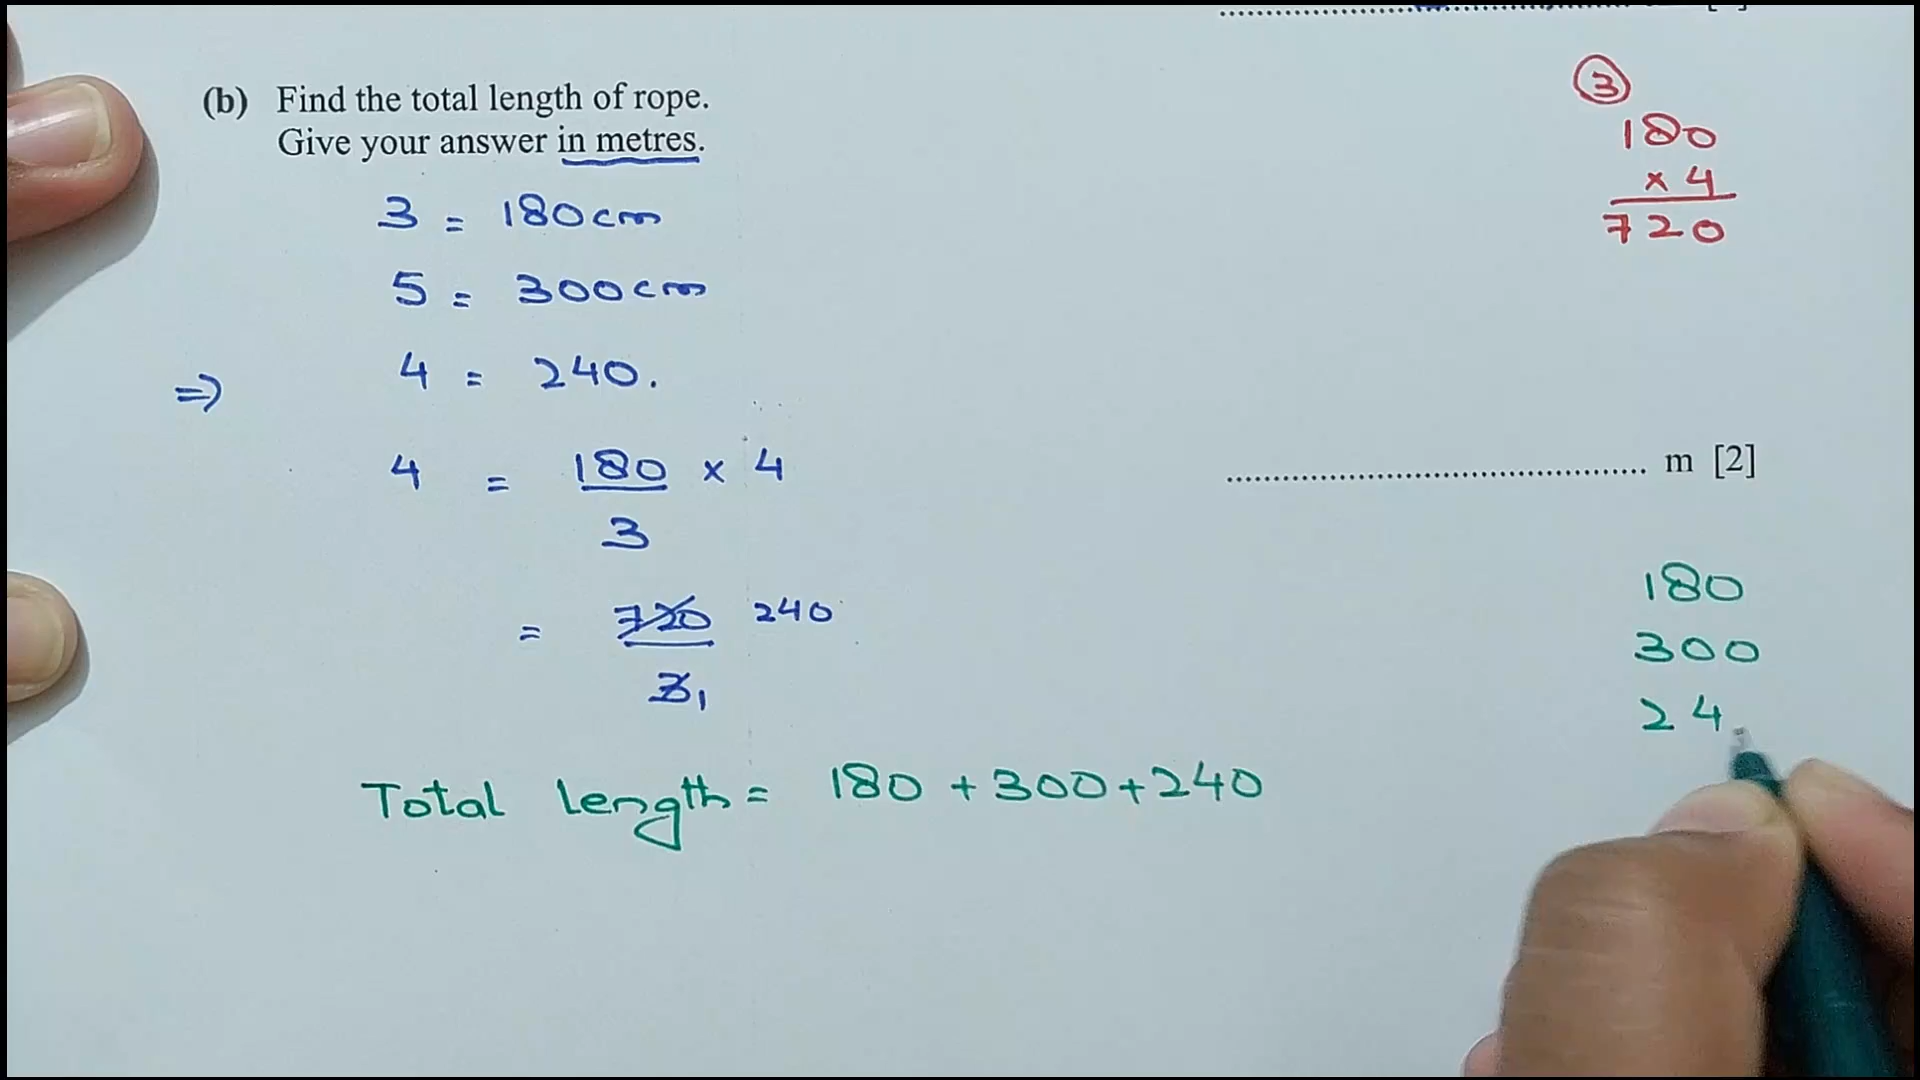 (b) Find the total length of rope.
Give your answer in metres.
3 = 180cm
5 = 300cm
⇒ 4 = 240.
4 = 180 × 4
3
= 720 240
3 1
Total length = 180 + 300 + 240
3
180
× 4
720
m [2]
180
300
24